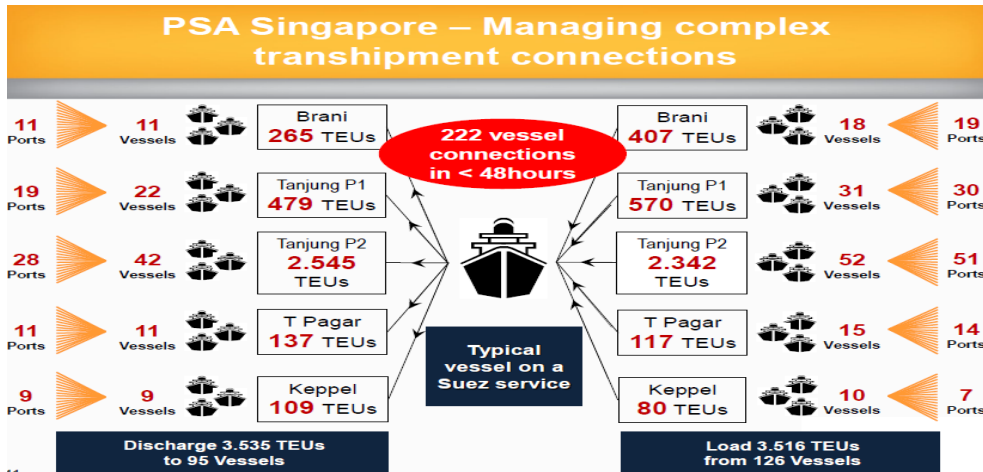 PSA Singapore – Managing complex
transhipment connections
222 vessel
connections
in < 48hours
11
Ports
11
Vessels
Brani
265 TEUs
19
Ports
22
Vessels
Tanjung P1
479 TEUs
28
Ports
42
Vessels
Tanjung P2
2.545
TEUs
11
Ports
11
Vessels
T Pagar
137 TEUs
9
Ports
9
Vessels
Keppel
109 TEUs
Discharge 3.535 TEUs
to 95 Vessels
Typical
vessel on a
Suez service
Brani
407 TEUs
18
Vessels
19
Ports
Tanjung P1
570 TEUs
31
Vessels
30
Ports
Tanjung P2
2.342
TEUs
52
Vessels
51
Ports
T Pagar
117 TEUs
15
Vessels
14
Ports
Keppel
80 TEUs
10
Vessels
7
Ports
Load 3.516 TEUs
from 126 Vessels